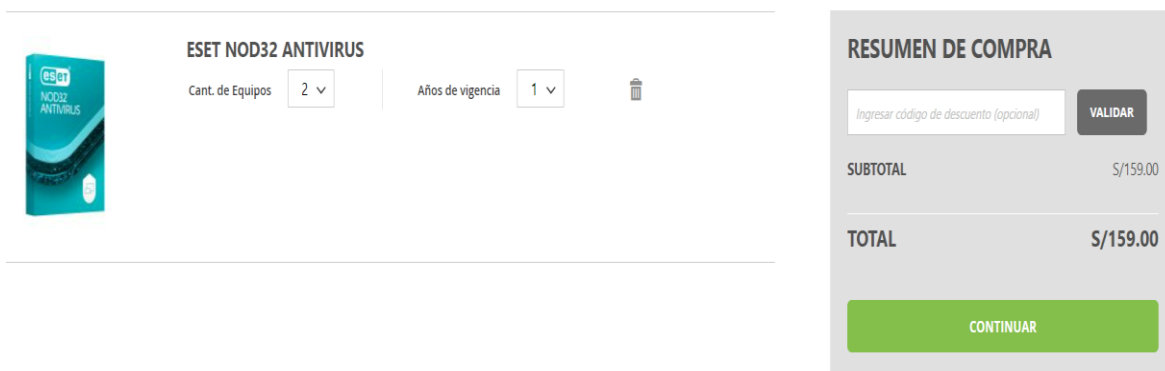 ESET NOD32 ANTIVIRUS
Cant. de Equipos 2 Años de vigencia 1
eset
NOD32
ANTIVIRUS
RESUMEN DE COMPRA
Ingresar código de descuento (opcional) VALIDAR
SUBTOTAL S/159.00
TOTAL S/159.00
CONTINUAR